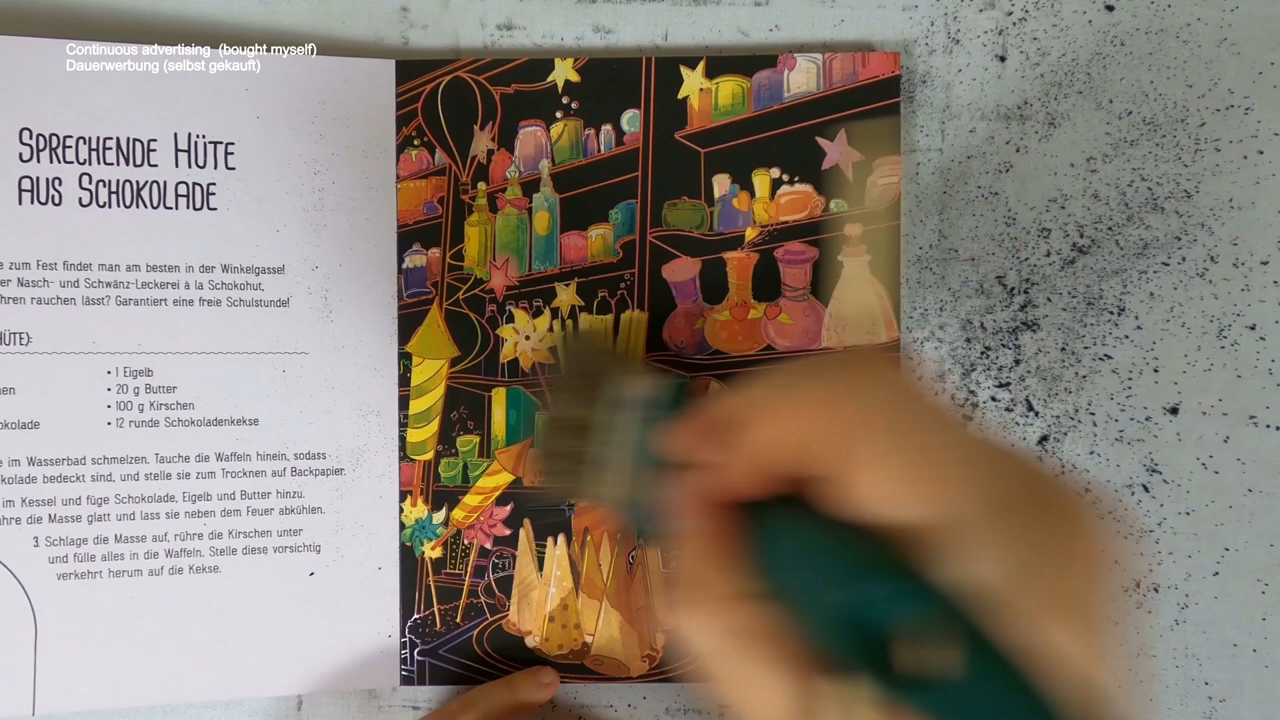 Continuous advertising (bought myself)
Dauerwerbung (selbst gekauft)
SPRECHENDE HÜTE
AUS SCHOKOLADE
zum Fest findet man am besten in der Winkelgasse!
er Nasch- und Schwänz-Leckerei à la Schokohut,
hren rauchen lässt? Garantiert eine freie Schulstunde!
HÜTE):
• 1 Eigelb
en • 20 g Butter
• 100 g Kirschen
okolade • 12 runde Schokoladenkekse
e im Wasserbad schmelzen. Tauche die Waffeln hinein, sodass
kolade bedeckt sind, und stelle sie zum Trocknen auf Backpapier.
im Kessel und füge Schokolade, Eigelb und Butter hinzu.
ühre die Masse glatt und lass sie neben dem Feuer abkühlen.
3. Schlage die Masse auf, rühre die Kirschen unter
und fülle alles in die Waffeln. Stelle diese vorsichtig
verkehrt herum auf die Kekse.